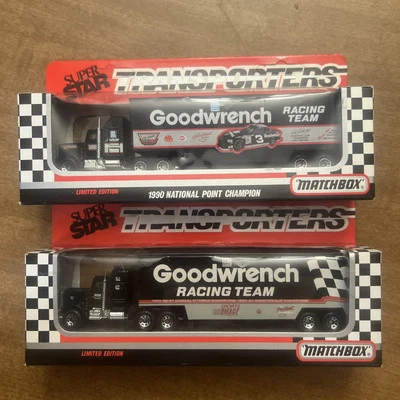 SUPER
STAR
TRANSPORTERS
Goodwrench
RACING
TEAM
3
LIMITED EDITION
1990 NATIONAL POINT CHAMPION
MATCHBOX
SUPER
STAR
TRANSPORTERS
Goodwrench
RACING TEAM
LIMITED EDITION
MATCHBOX